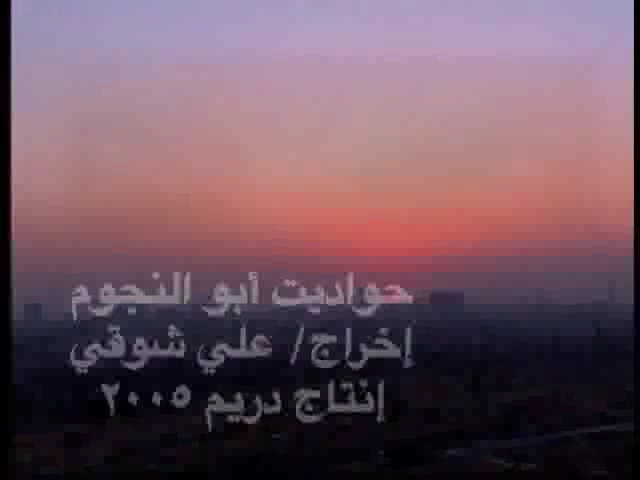 حواديت أبو النجوم
إخراج/ علي شوقي
إنتاج دريم ٢٠٠٥